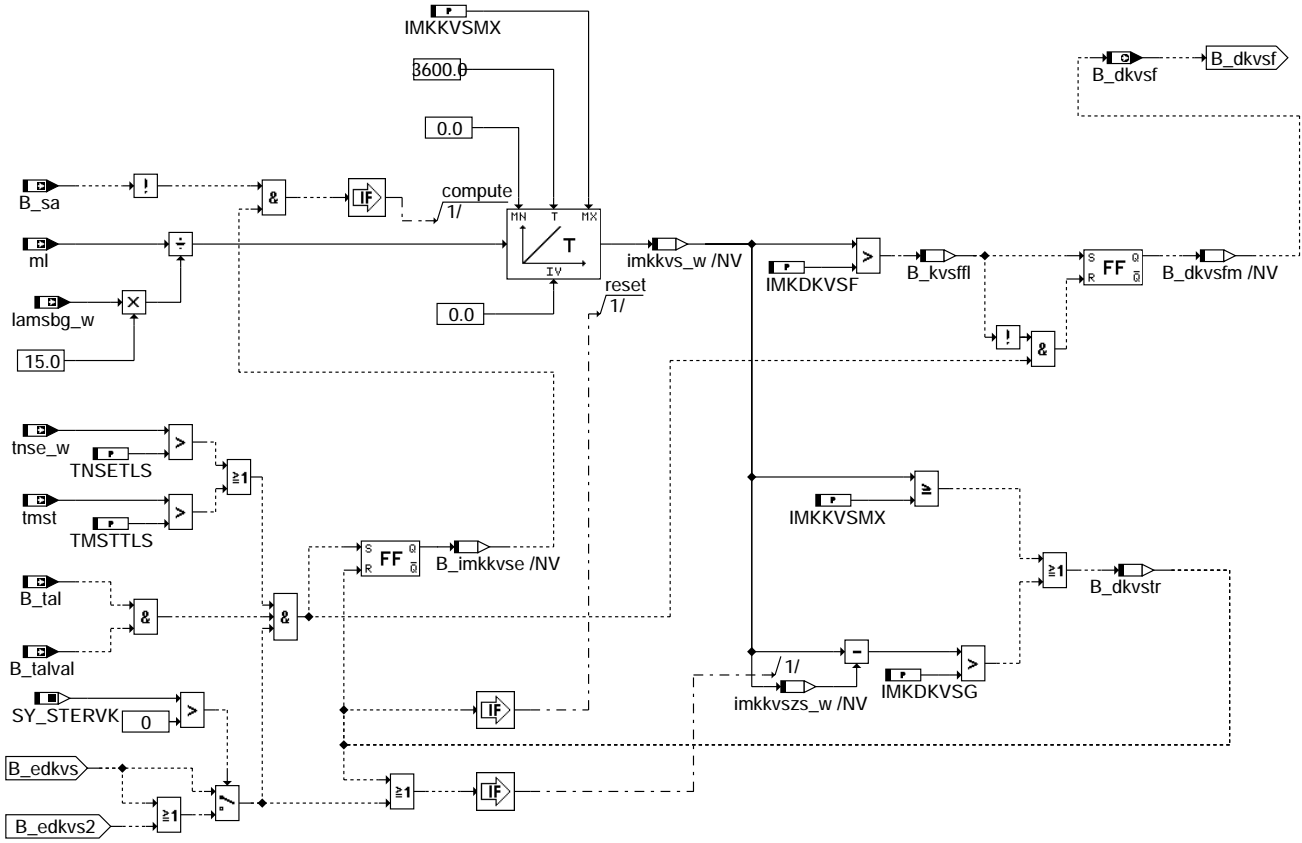 IMKKVSMX
3600.0
0.0
B_dkvsf
B_dkvsf
B_sa
!
&
IF
compute
1/
MN T MX
T
IV
ml
÷
imkkvs_w /NV
IMKDKVSF
>
B_kvsffl
S Q
FF
R Q
B_dkvsfm /NV
lamsbg_w
×
15.0
0.0
reset
1/
!
&
tnse_w
TNSETLS
>
≥1
tmst
TMSTTLS
>
IMKKVSMX
≥
S Q
FF
R Q
B_imkkvse /NV
≥1
B_dkvstr
B_tal
&
B_talval
&
1/
-
IMKDKVSG
>
imkkvszs_w /NV
SY_STERVK
0
>
IF
B_edkvs
≥1
B_edkvs2
≥1
IF